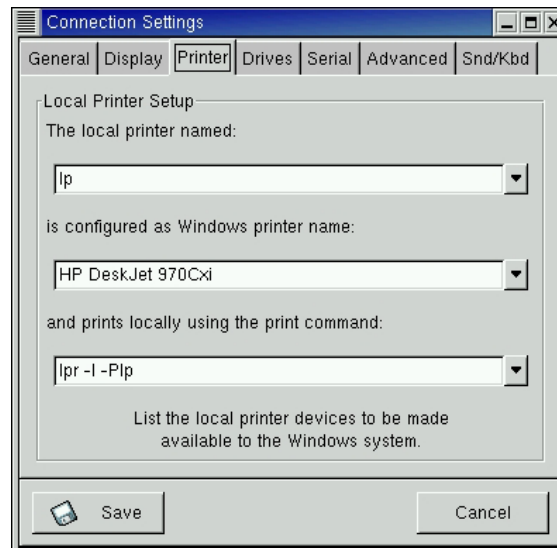 Connection Settings
General Display Printer Drives Serial Advanced Snd/Kbd
Local Printer Setup
The local printer named:
lp
is configured as Windows printer name:
HP DeskJet 970Cxi
and prints locally using the print command:
lpr -l -Plp
List the local printer devices to be made
available to the Windows system.
Save Cancel